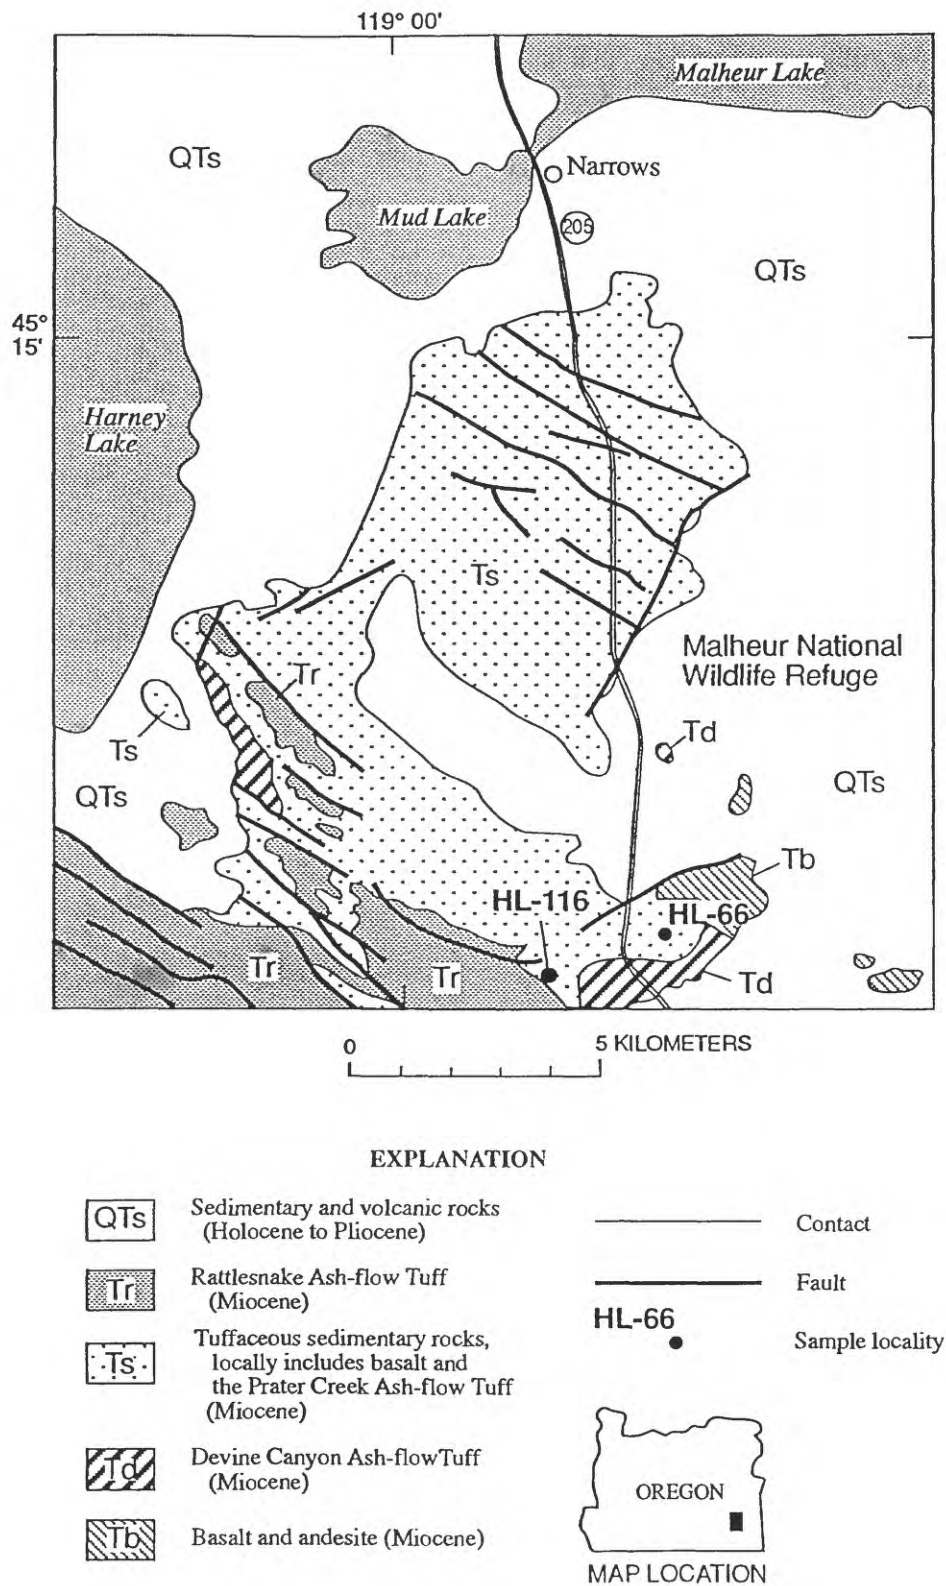 119° 00'
Malheur Lake
QTs
Narrows
Mud Lake
205
QTs
45°
15'
Harney
Lake
Ts
Malheur National
Wildlife Refuge
Tr
Ts
Td
QTs
QTs
Tb
HL-116
HL-66
Tr
Tr
Td
0
5 KILOMETERS
EXPLANATION
QTs
Sedimentary and volcanic rocks
(Holocene to Pliocene)
Contact
Tr
Rattlesnake Ash-flow Tuff
(Miocene)
Fault
HL-66
Sample locality
Ts
Tuffaceous sedimentary rocks,
locally includes basalt and
the Prater Creek Ash-flow Tuff
(Miocene)
Td
Devine Canyon Ash-flowTuff
(Miocene)
Tb
Basalt and andesite (Miocene)
OREGON
MAP LOCATION